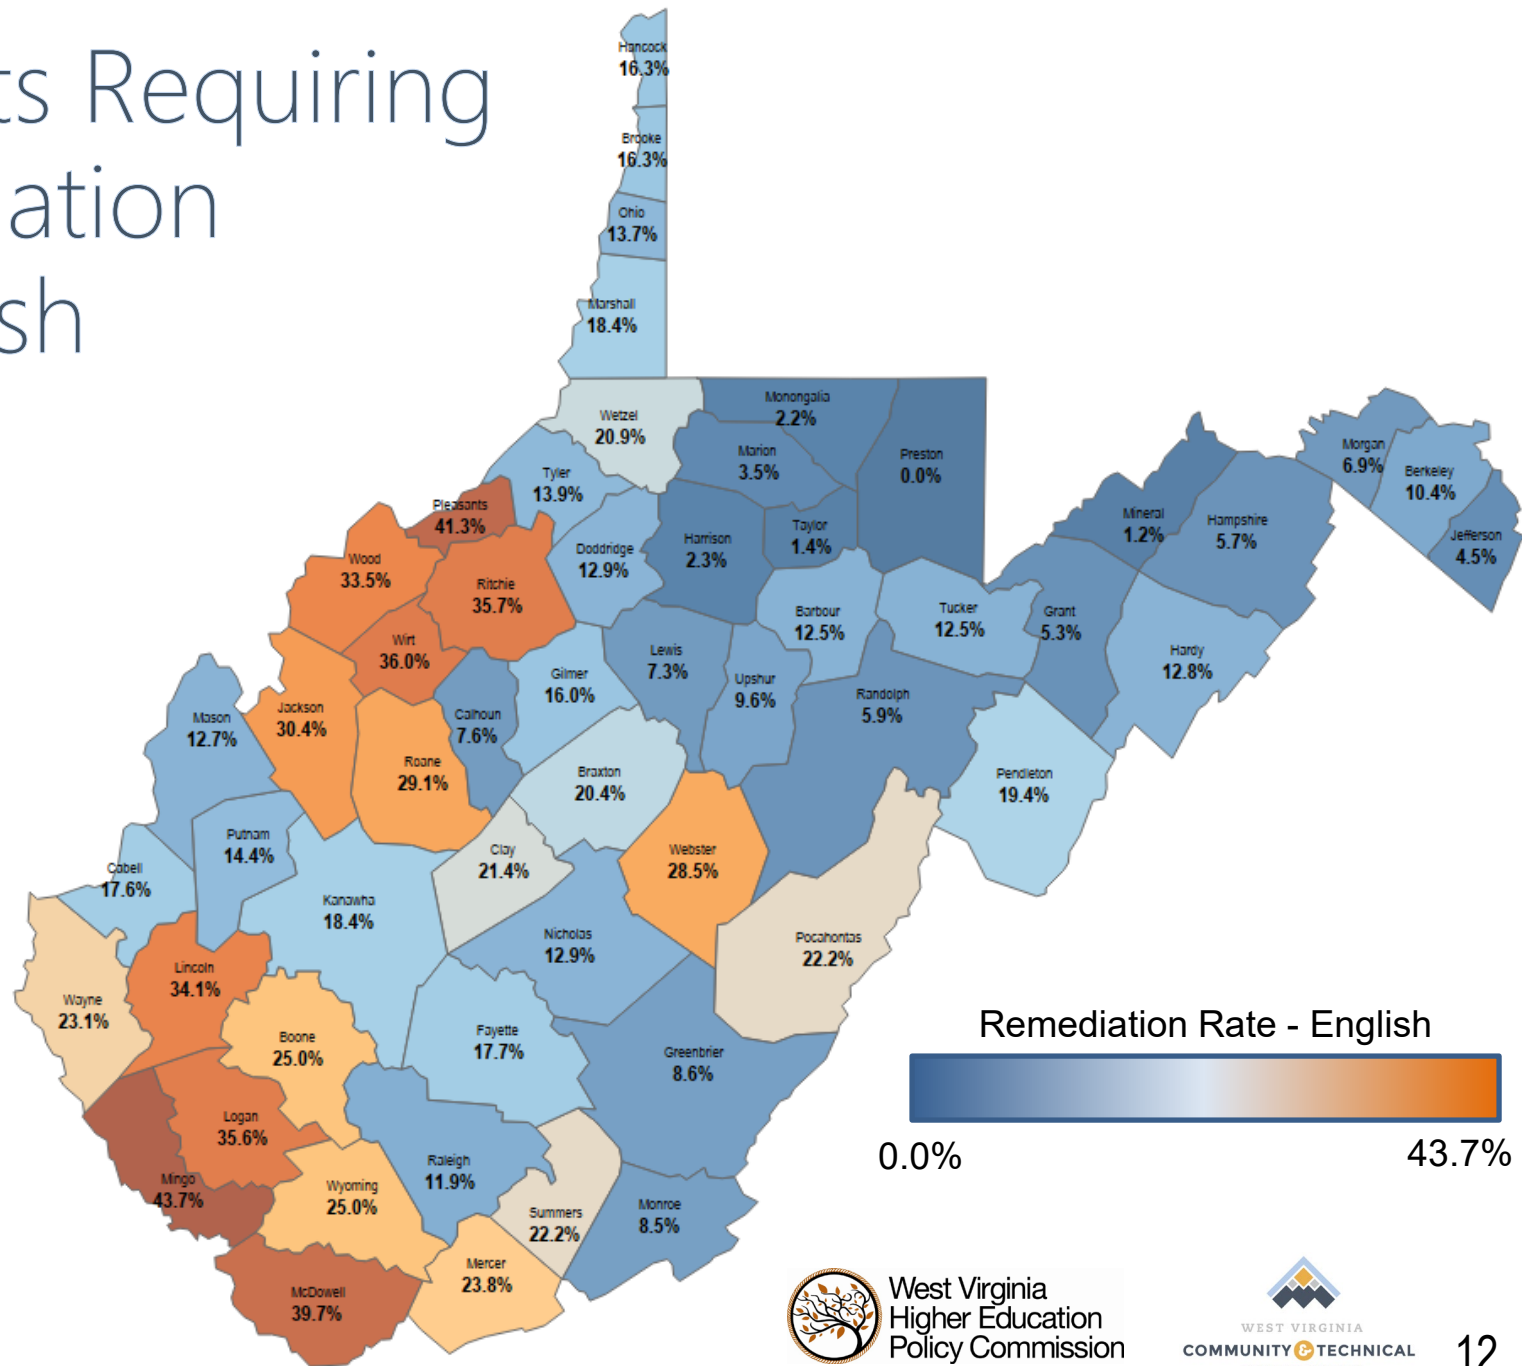 ts Requiring
ation
sh
Hancock
16.3%
Brooke
16.3%
Ohio
13.7%
Marshall
18.4%
Wetzel
20.9%
Monongalia
2.2%
Marion
3.5%
Preston
0.0%
Tyler
13.9%
Pleasants
41.3%
Doddridge
12.9%
Harrison
2.3%
Taylor
1.4%
Mineral
1.2%
Hampshire
5.7%
Morgan
6.9%
Berkeley
10.4%
Jefferson
4.5%
Wood
33.5%
Ritchie
35.7%
Wirt
36.0%
Barbour
12.5%
Tucker
12.5%
Grant
5.3%
Hardy
12.8%
Lewis
7.3%
Upshur
9.6%
Gilmer
16.0%
Calhoun
7.6%
Randolph
5.9%
Mason
12.7%
Jackson
30.4%
Roane
29.1%
Braxton
20.4%
Pendleton
19.4%
Putnam
14.4%
Clay
21.4%
Webster
28.5%
Cabell
17.6%
Kanawha
18.4%
Nicholas
12.9%
Pocahontas
22.2%
Lincoln
34.1%
Wayne
23.1%
Boone
25.0%
Fayette
17.7%
Greenbrier
8.6%
Logan
35.6%
Mingo
43.7%
Wyoming
25.0%
Raleigh
11.9%
Summers
22.2%
Monroe
8.5%
McDowell
39.7%
Mercer
23.8%
Remediation Rate - English
0.0%
43.7%
West Virginia
Higher Education
Policy Commission
WEST VIRGINIA
COMMUNITY & TECHNICAL
12